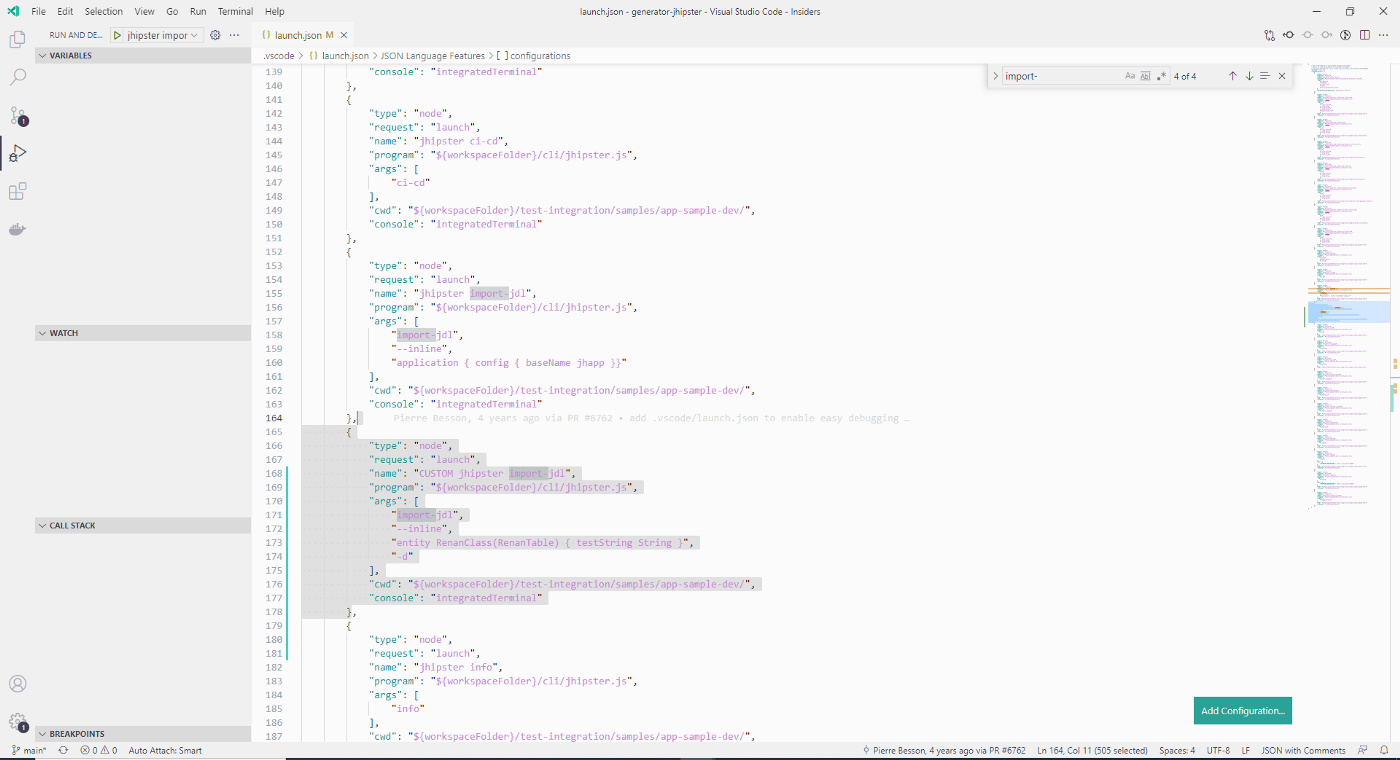 File Edit Selection View Go Run Terminal Help
launch.json - generator-jhipster - Visual Studio Code - Insiders
RUN AND DE...
jhipster impor
launch.json M
VARIABLES
WATCH
CALL STACK
BREAKPOINTS
.vscode > launch.json > JSON Language Features > [ ] configurations
import-
4 of 4
139 "console": "integratedTerminal"
140 },
141 {
142 "type": "node",
143 "request": "launch",
144 "name": "jhipster ci-cd",
145 "program": "${workspaceFolder}/cli/jhipster.js",
146 "args": [
147 "ci-cd"
148 ],
149 "cwd": "${workspaceFolder}/test-integration/samples/app-sample-dev/",
150 "console": "integratedTerminal"
151 },
152 {
153 "type": "node",
154 "request": "launch",
155 "name": "jhipster import-jdl",
156 "program": "${workspaceFolder}/cli/jhipster.js",
157 "args": [
158 "import-jdl",
159 "--inline",
160 "application { config { baseName jhapp }}"
161 ],
162 "cwd": "${workspaceFolder}/test-integration/samples/app-sample-dev/",
163 "console": "integratedTerminal"
164 }, Pierre Besson, 4 years ago via PR #6762 • add .vscode/launch.json to enable easy debugging …
165 {
166 "type": "node",
167 "request": "launch",
168 "name": "CUSTOM jhipster import-jdl",
169 "program": "${workspaceFolder}/cli/jhipster.js",
170 "args": [
171 "import-jdl",
172 "--inline",
173 "entity RenanClass(RenanTable) { testString String }",
174 "-d"
175 ],
176 "cwd": "${workspaceFolder}/test-integration/samples/app-sample-dev/",
177 "console": "integratedTerminal"
178 },
179 {
180 "type": "node",
181 "request": "launch",
182 "name": "jhipster info",
183 "program": "${workspaceFolder}/cli/jhipster.js",
184 "args": [
185 "info"
186 ],
187 "cwd": "${workspaceFolder}/test-integration/samples/app-sample-dev/",
Add Configuration...
main* 0 0 Auto Attach: Smart
Pierre Besson, 4 years ago via PR #6762 Ln 164, Col 11 (505 selected) Spaces: 4 UTF-8 LF JSON with Comments